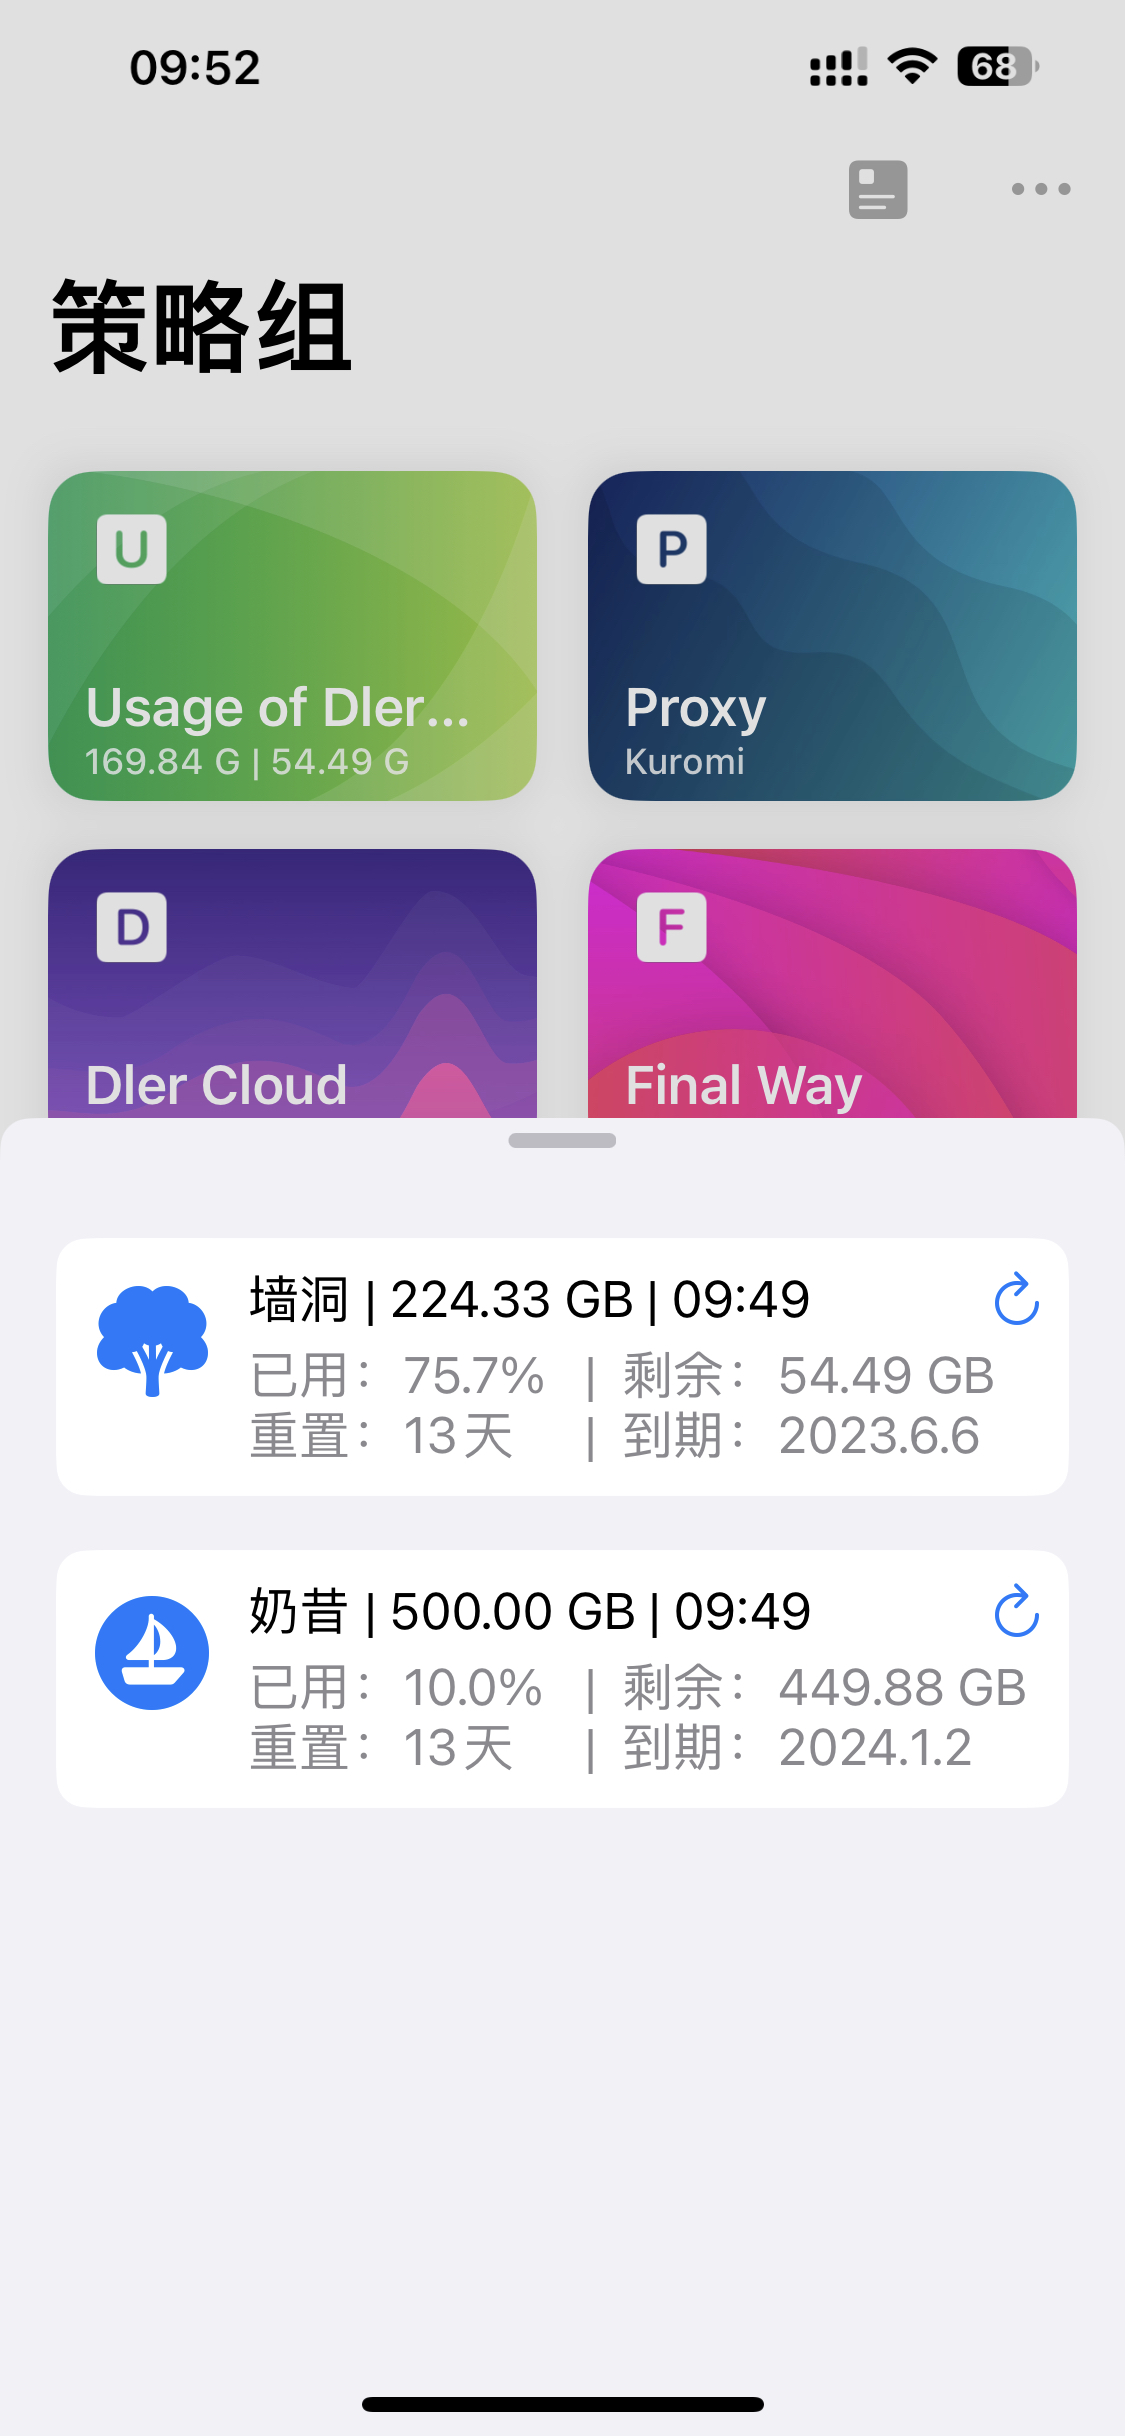 09:52
68
策略组
U
Usage of Dler...
169.84 G | 54.49 G
P
Proxy
Kuromi
D
Dler Cloud
F
Final Way
墙洞 | 224.33 GB | 09:49
已用： 75.7% | 剩余： 54.49 GB
重置： 13天 | 到期： 2023.6.6
奶昔 | 500.00 GB | 09:49
已用： 10.0% | 剩余： 449.88 GB
重置： 13天 | 到期： 2024.1.2